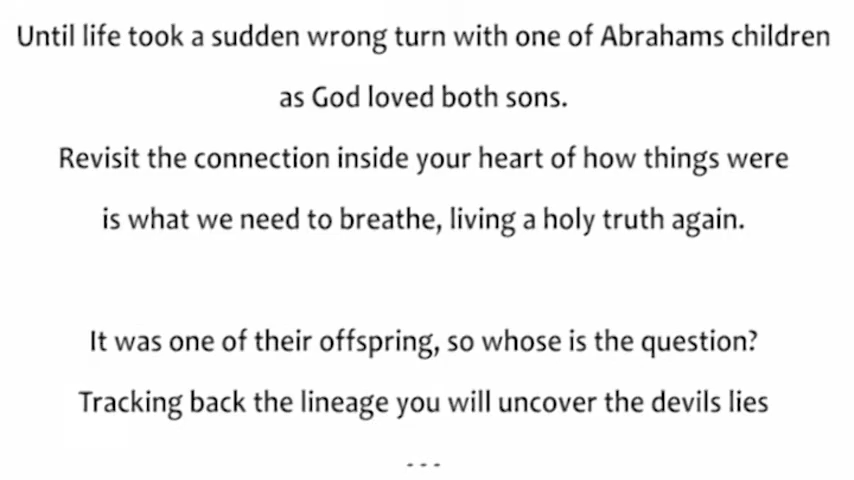 Until life took a sudden wrong turn with one of Abrahams children
as God loved both sons.
Revisit the connection inside your heart of how things were
is what we need to breathe, living a holy truth again.
It was one of their offspring, so whose is the question?
Tracking back the lineage you will uncover the devils lies
---